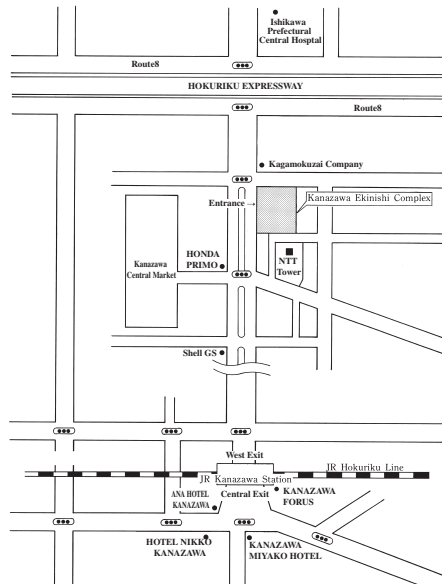 Ishikawa
Prefectural
Central Hosptal
Route8
HOKURIKU EXPRESSWAY
Route8
Kagamokuzai Company
Entrance →
Kanazawa Ekinishi Complex
Kanazawa
Central Market
HONDA
PRIMO
NTT
Tower
Shell GS
West Exit
JR Hokuriku Line
JR Kanazawa Station
ANA HOTEL
KANAZAWA
Central Exit
KANAZAWA
FORUS
HOTEL NIKKO
KANAZAWA
KANAZAWA
MIYAKO HOTEL